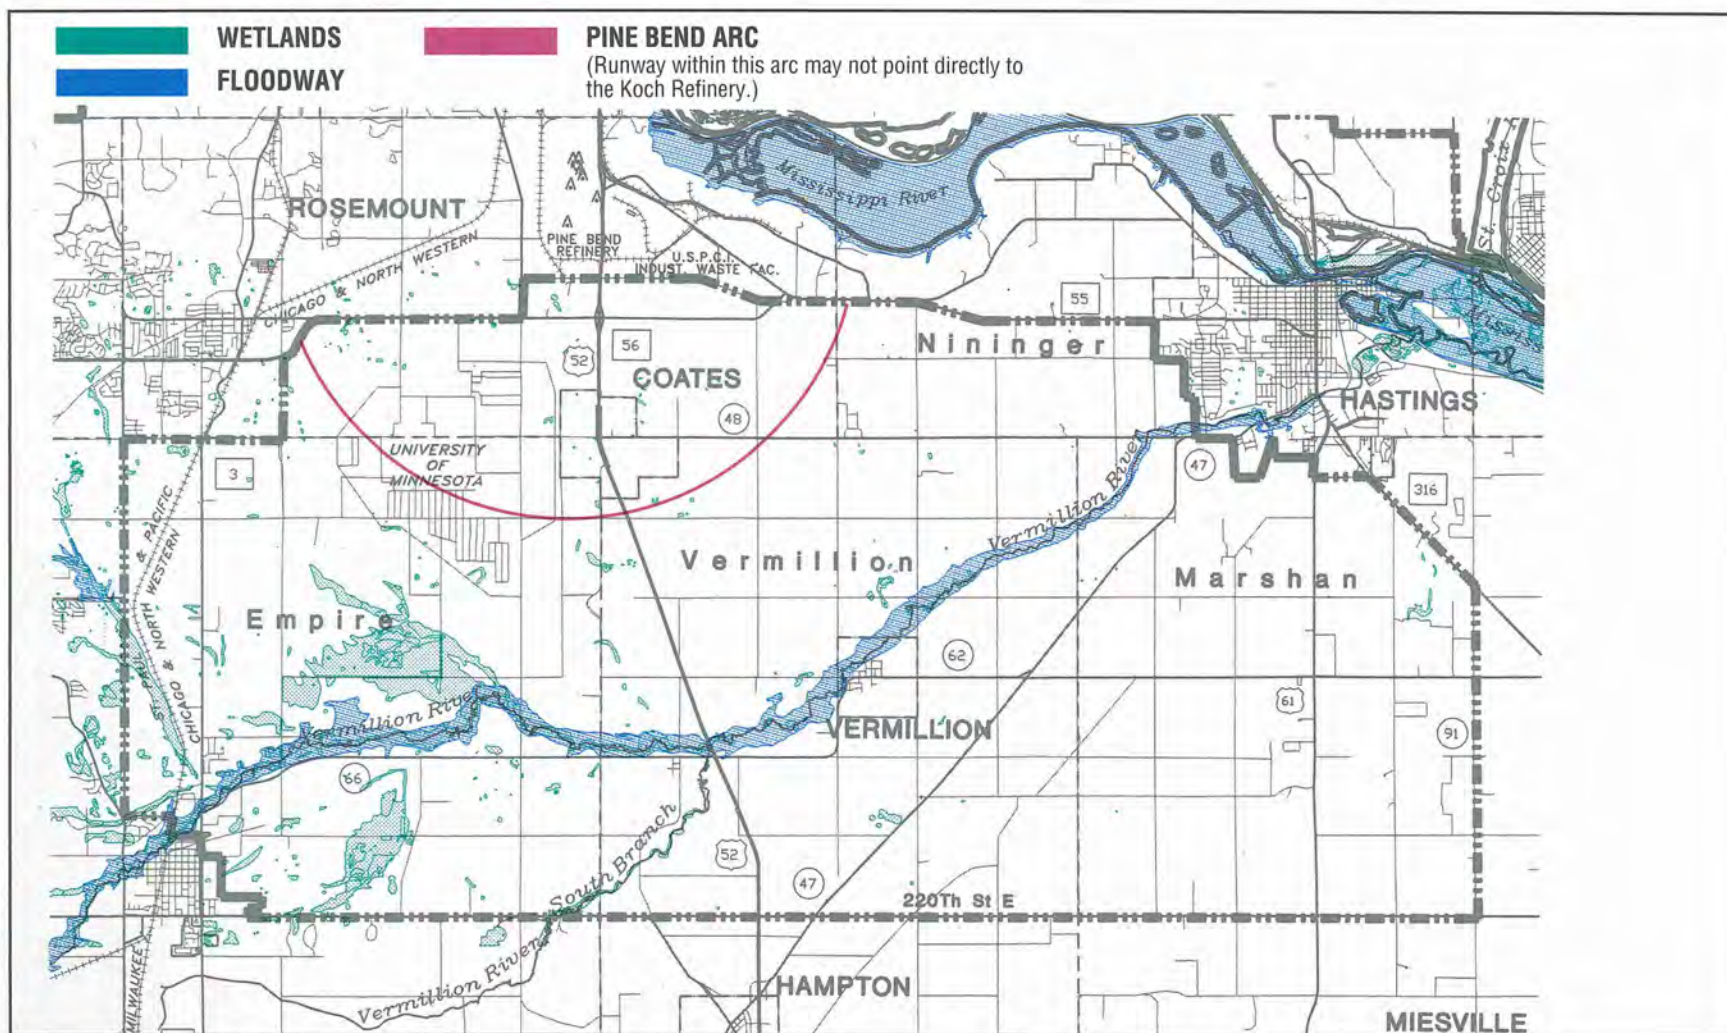 WETLANDS
FLOODWAY
PINE BEND ARC
(Runway within this arc may not point directly to
the Koch Refinery.)
Mississippi River
St. Croix
ROSEMOUNT
PINE BEND
REFINERY
U.S.P.C.I.
INDUST. WASTE FAC.
CHICAGO & NORTH WESTERN
55
56
52
Nininger
COATES
48
HASTINGS
UNIVERSITY
OF
MINNESOTA
3
47
316
Vermillion River
Vermillion
Marshan
ST. PAUL & PACIFIC
CHICAGO & NORTH WESTERN
Empire
62
61
91
Vermillion River
VERMILLION
66
52
South Branch
47
220Th St E
Vermillion River
MILWAUKEE
HAMPTON
MIESVILLE